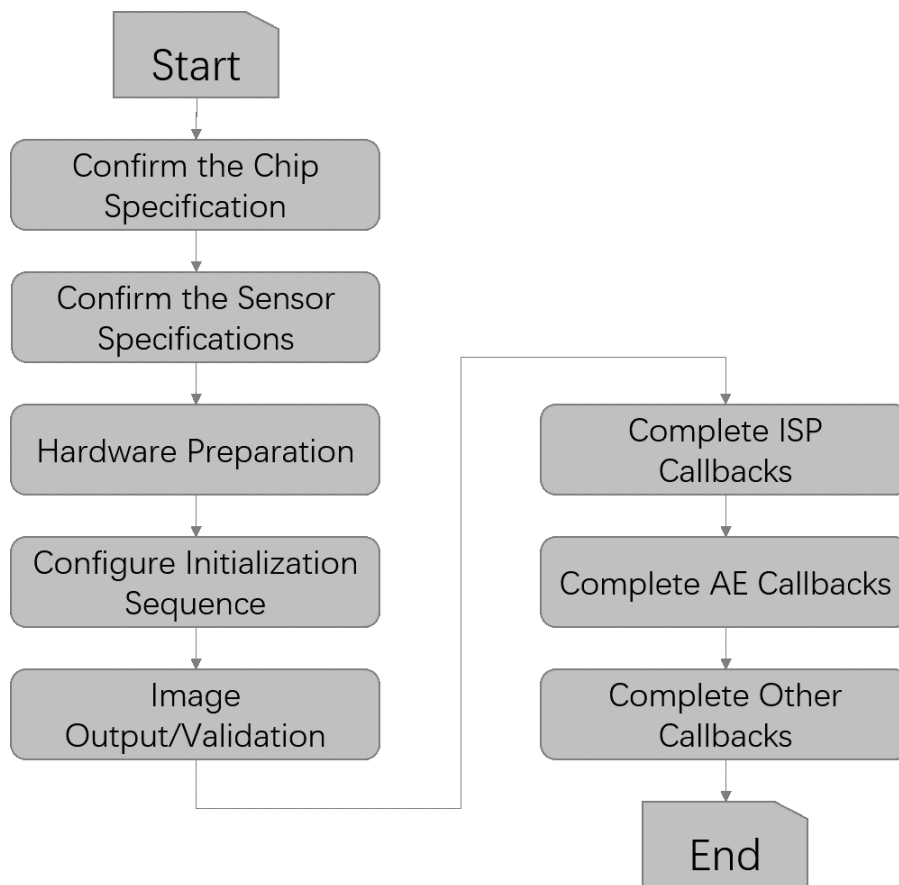 Start
Confirm the Chip
Specification
Confirm the Sensor
Specifications
Hardware Preparation
Configure Initialization
Sequence
Image
Output/Validation
Complete ISP
Callbacks
Complete AE Callbacks
Complete Other
Callbacks
End